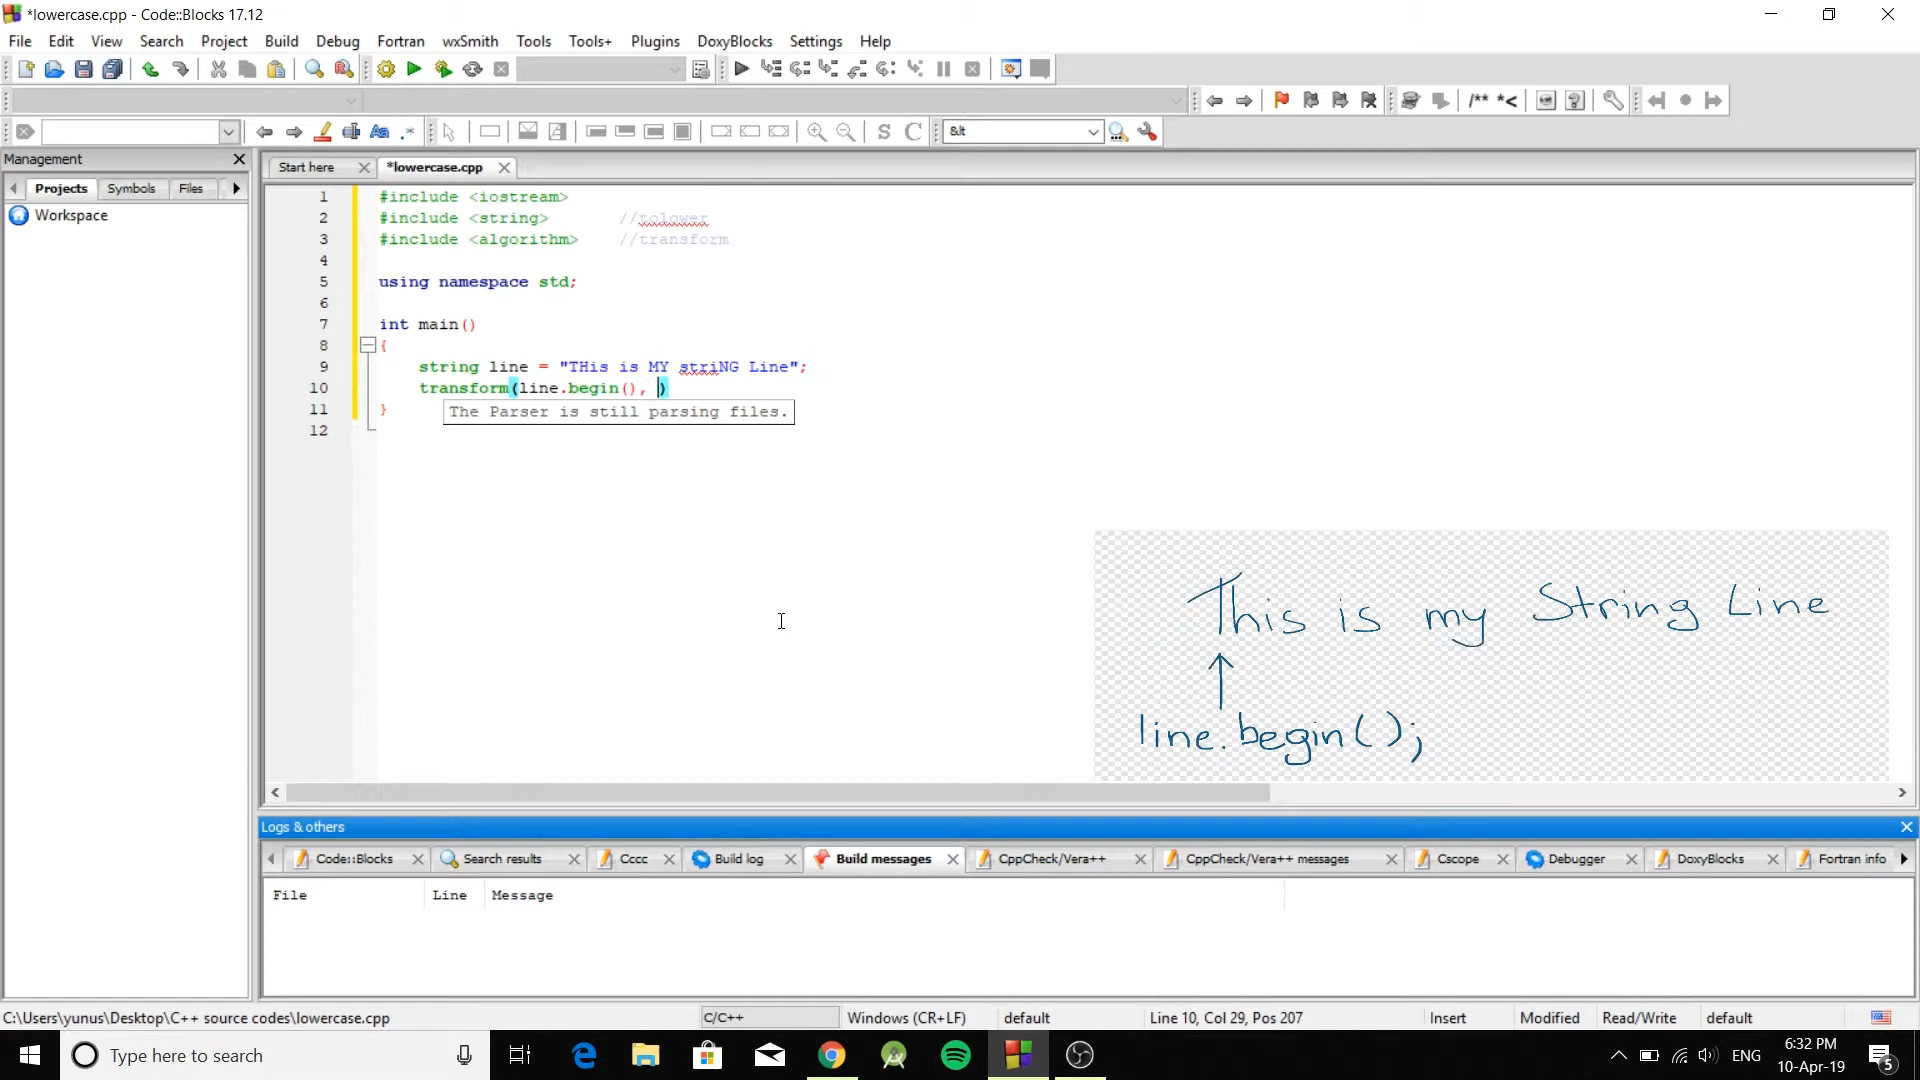 *lowercase.cpp - Code::Blocks 17.12
File Edit View Search Project Build Debug Fortran wxSmith Tools Tools+ Plugins DoxyBlocks Settings Help
/** *<
&lt
S C
Management
Start here *lowercase.cpp
Projects Symbols Files
Workspace
1 #include <iostream>
2 #include <string> //tolower
3 #include <algorithm> //transform
4
5 using namespace std;
6
7 int main()
8 {
9 string line = "THis is MY striNG Line";
10 transform(line.begin(), )
11 }
The Parser is still parsing files.
12
This is my String Line
line.begin();
Logs & others
Code::Blocks Search results Cccc Build log Build messages CppCheck/Vera++ CppCheck/Vera++ messages Cscope Debugger DoxyBlocks Fortran info
File Line Message
C:\Users\yunus\Desktop\C++ source codes\lowercase.cpp C/C++ Windows (CR+LF) default Line 10, Col 29, Pos 207 Insert Modified Read/Write default
Type here to search
ENG
6:32 PM
10-Apr-19
5